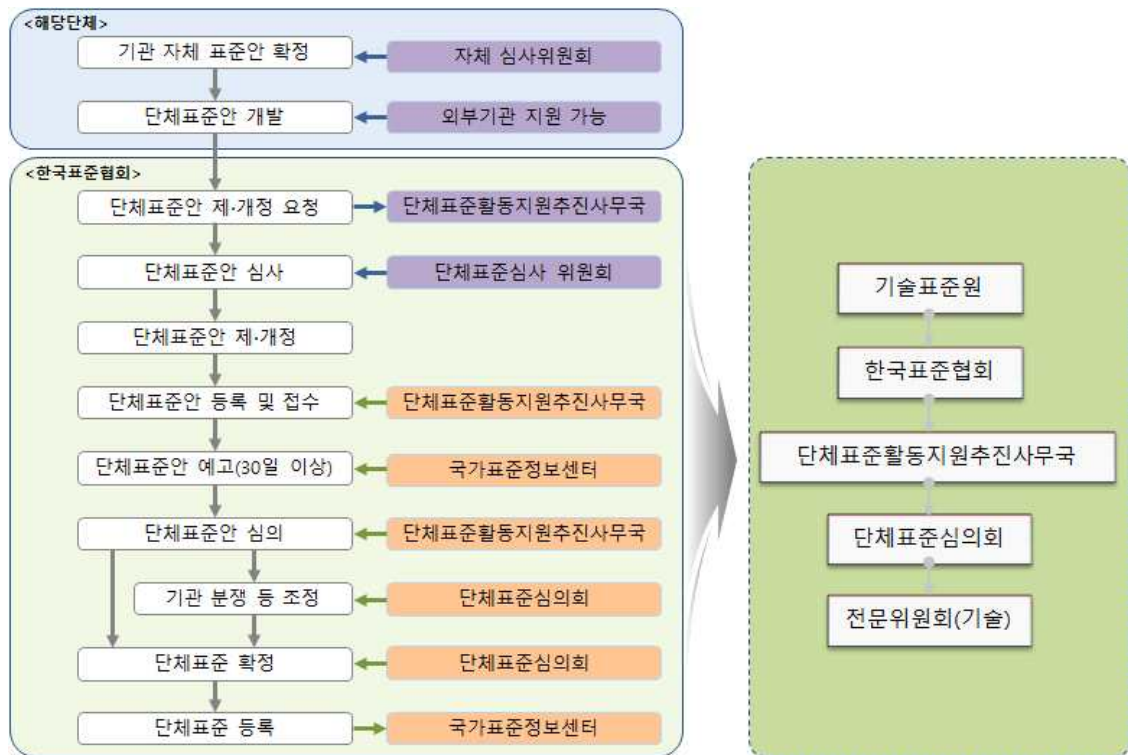 <해당단체>
기관 자체 표준안 확정
자체 심사위원회
단체표준안 개발
외부기관 지원 가능
<한국표준협회>
단체표준안 제·개정 요청
단체표준활동지원추진사무국
단체표준안 심사
단체표준심사 위원회
단체표준안 제·개정
단체표준안 등록 및 접수
단체표준활동지원추진사무국
단체표준안 예고(30일 이상)
국가표준정보센터
단체표준안 심의
단체표준활동지원추진사무국
기관 분쟁 등 조정
단체표준심의회
단체표준 확정
단체표준심의회
단체표준 등록
국가표준정보센터
기술표준원
한국표준협회
단체표준활동지원추진사무국
단체표준심의회
전문위원회(기술)